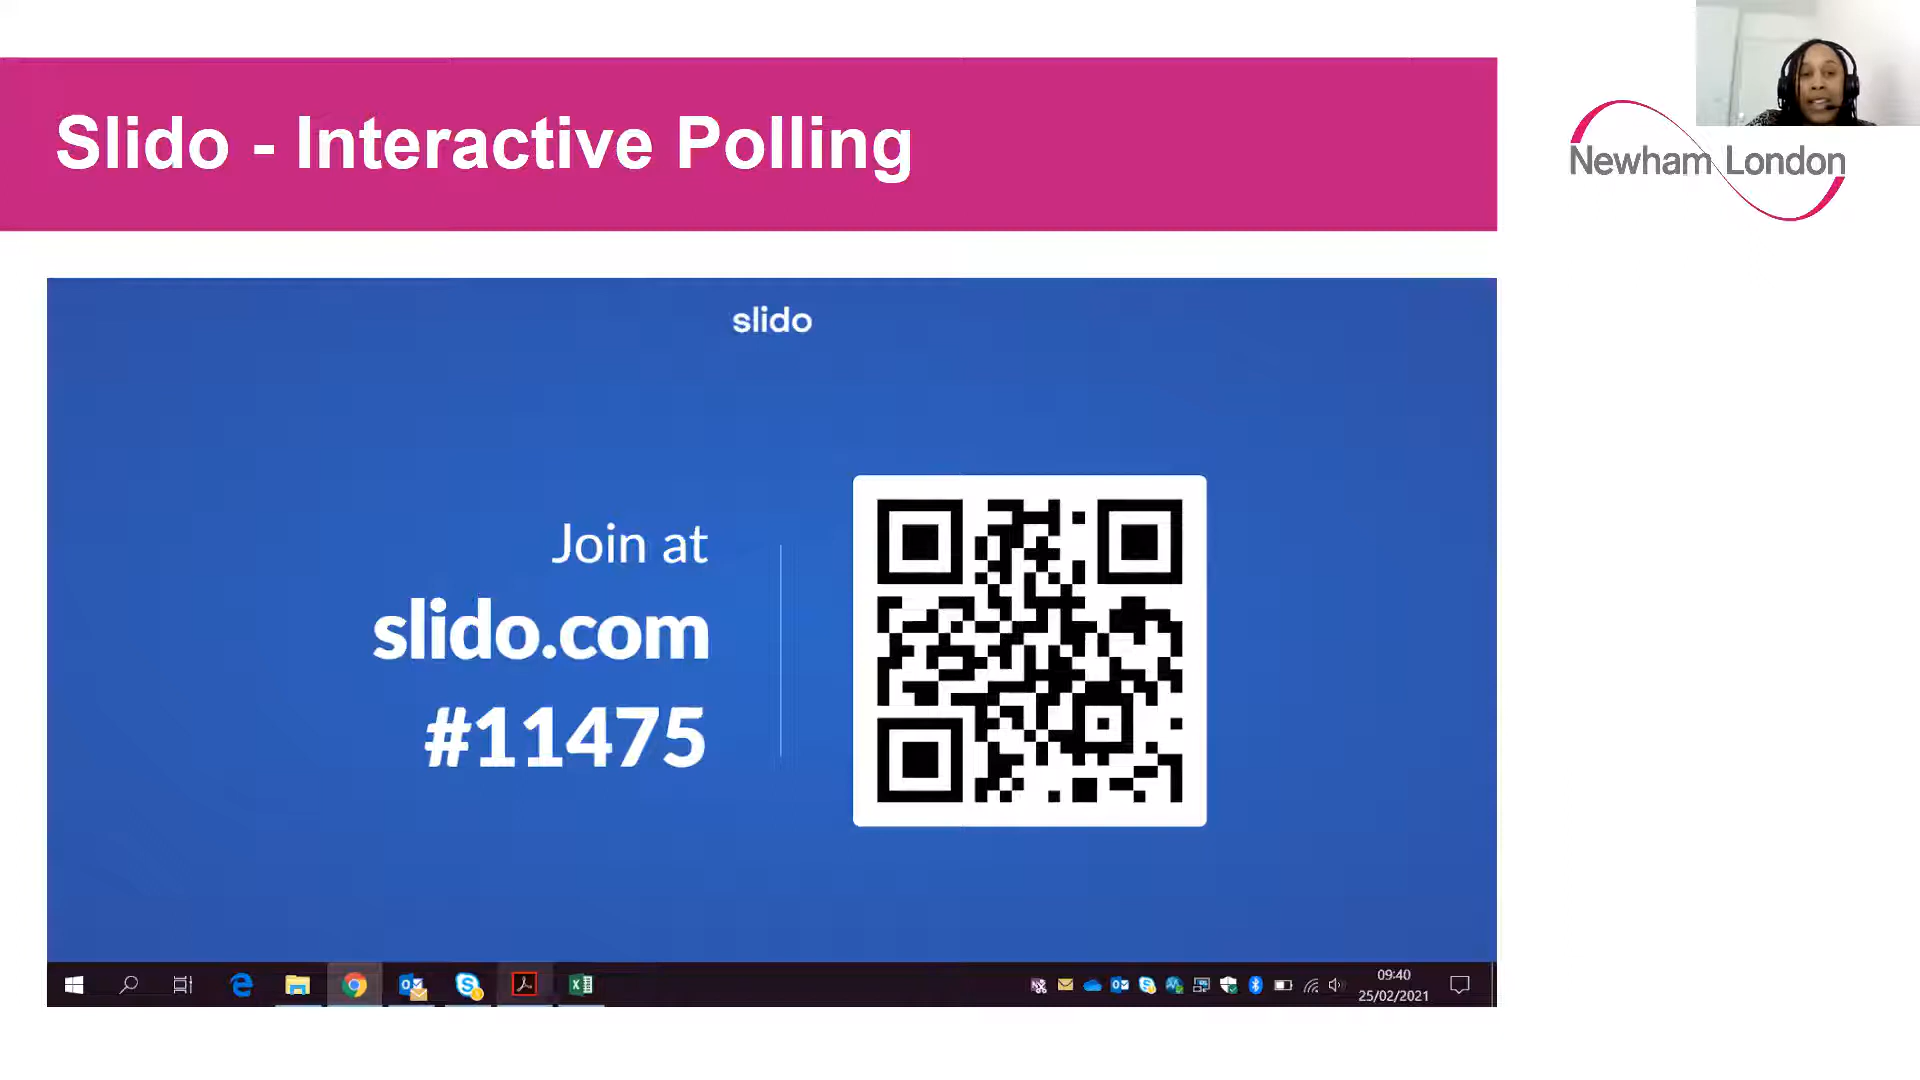 Slido - Interactive Polling
Newham London
slido
Join at
slido.com
#11475
09:40
25/02/2021